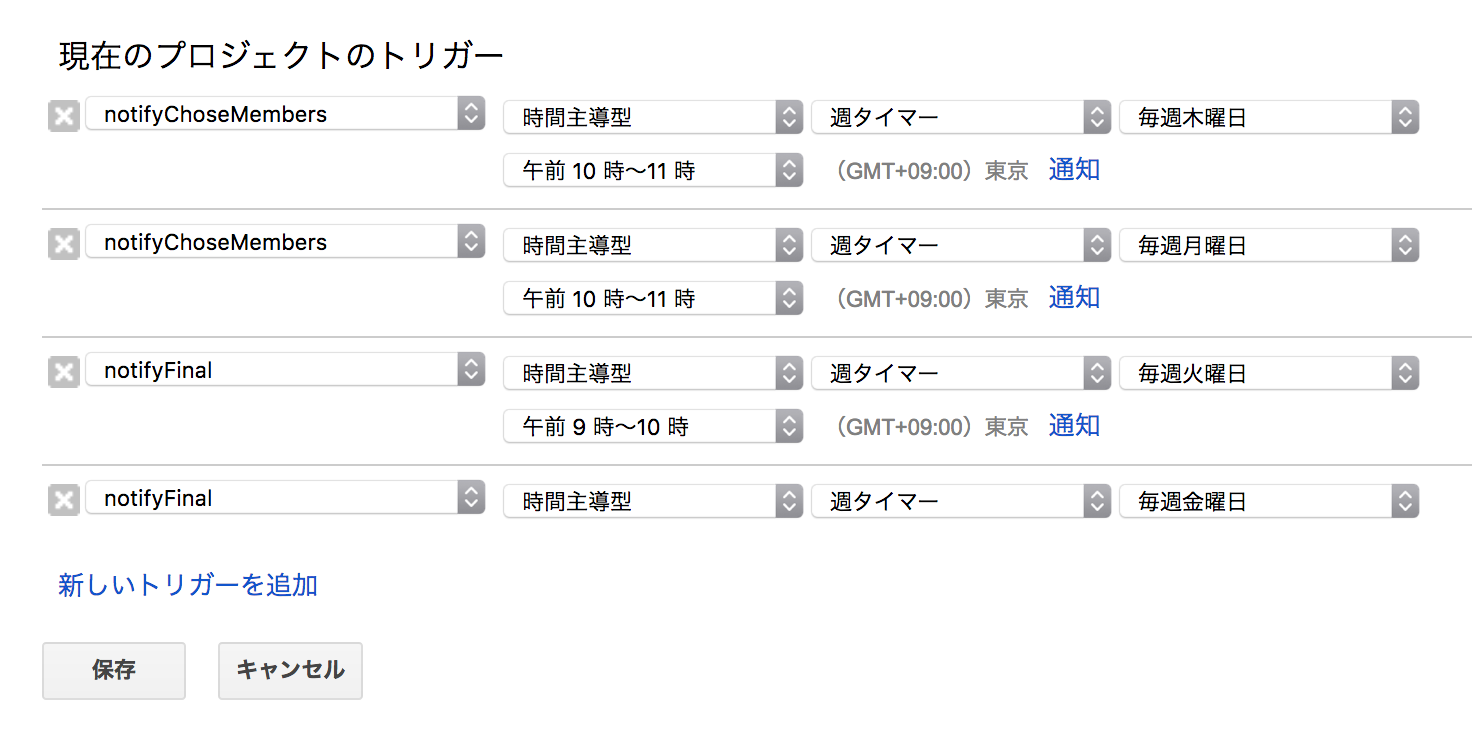 現在のプロジェクトのトリガー
notifyChoseMembers 時間主導型 週タイマー 毎週木曜日
午前 10 時〜11 時 （GMT+09:00）東京 通知
notifyChoseMembers 時間主導型 週タイマー 毎週月曜日
午前 10 時〜11 時 （GMT+09:00）東京 通知
notifyFinal 時間主導型 週タイマー 毎週火曜日
午前 9 時〜10 時 （GMT+09:00）東京 通知
notifyFinal 時間主導型 週タイマー 毎週金曜日
新しいトリガーを追加
保存 キャンセル